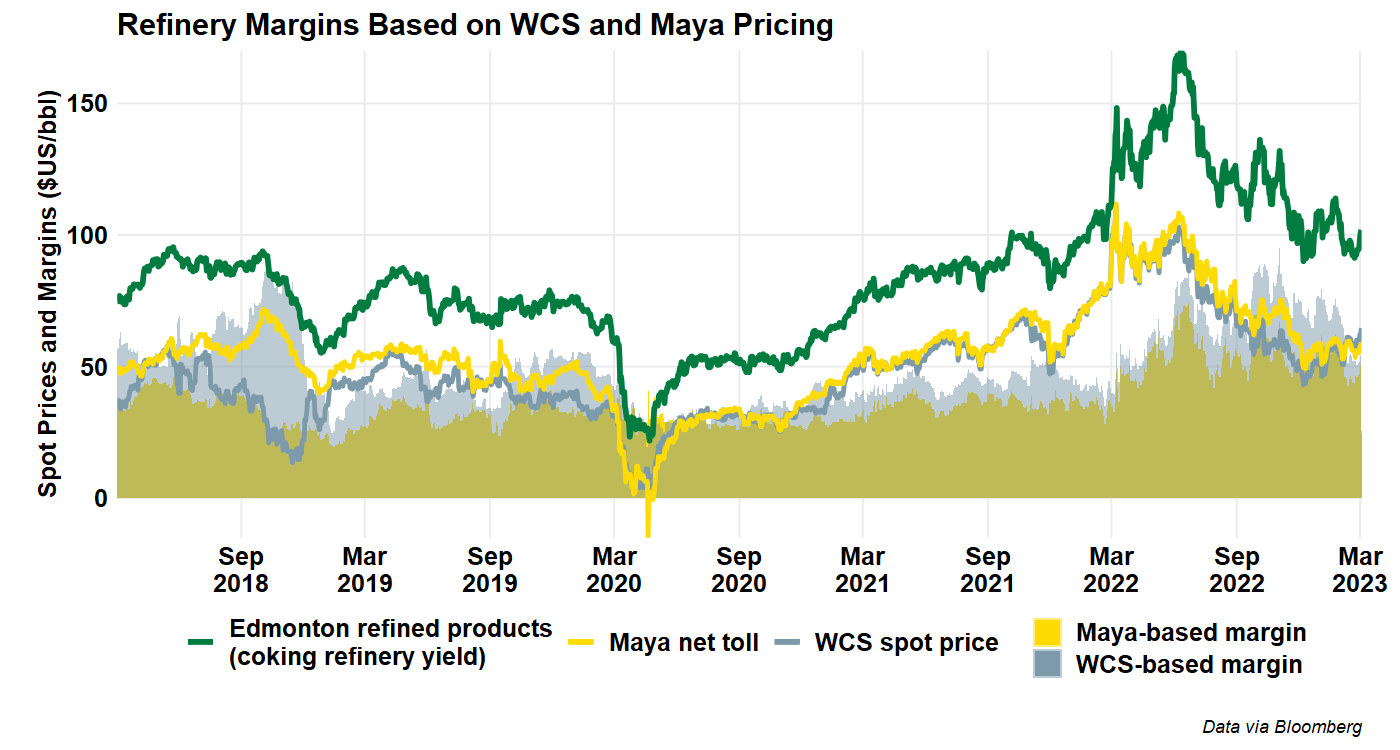 Refinery Margins Based on WCS and Maya Pricing
Spot Prices and Margins ($US/bbl)
150
100
50
0
Sep 2018
Mar 2019
Sep 2019
Mar 2020
Sep 2020
Mar 2021
Sep 2021
Mar 2022
Sep 2022
Mar 2023
Edmonton refined products
(coking refinery yield)
Maya net toll
WCS spot price
Maya-based margin
WCS-based margin
Data via Bloomberg